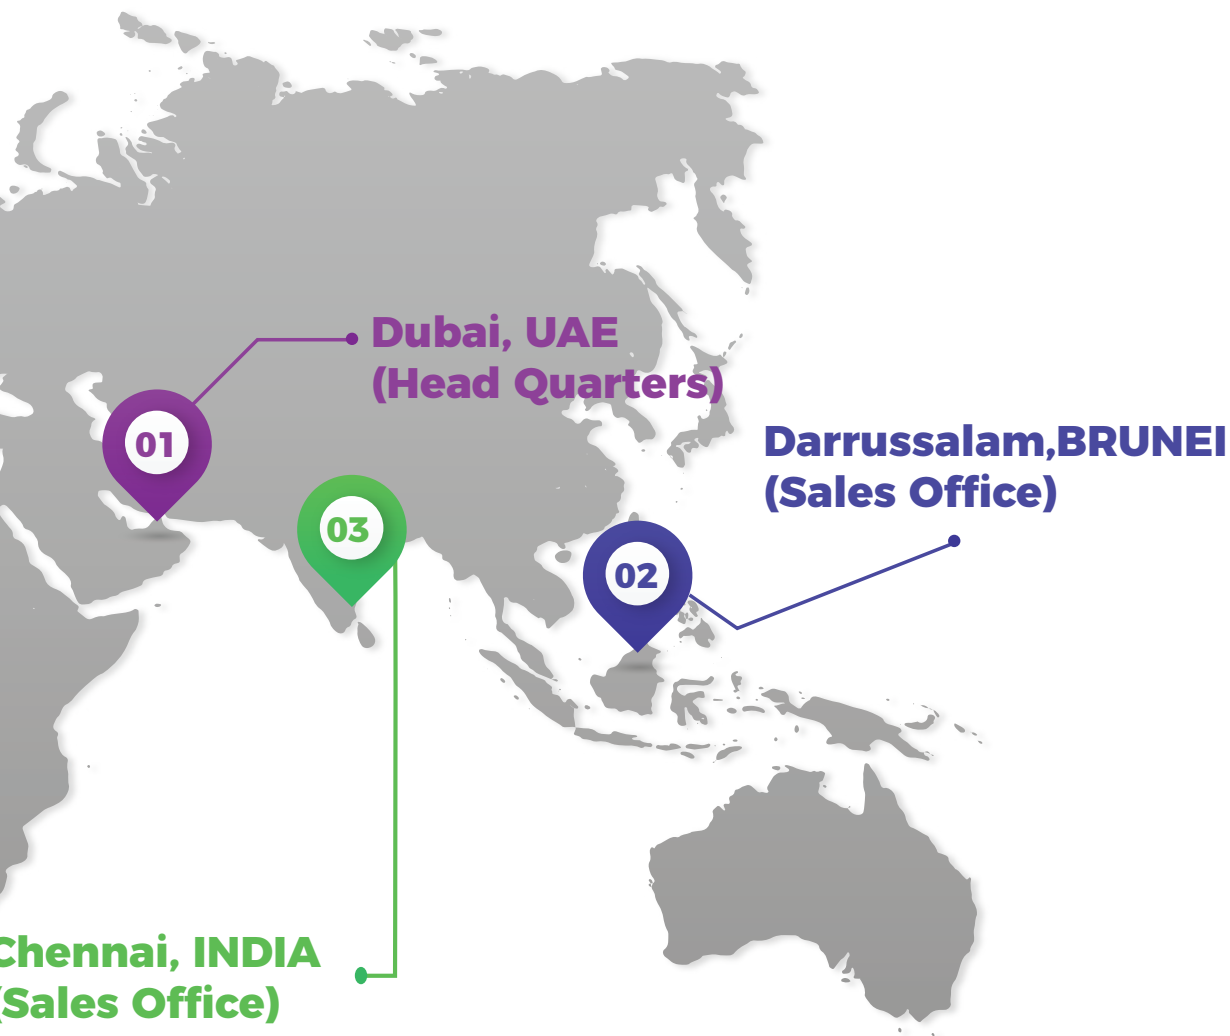 Dubai, UAE
(Head Quarters)
01
Darrussalam,BRUNEI
(Sales Office)
03
02
Chennai, INDIA
(Sales Office)